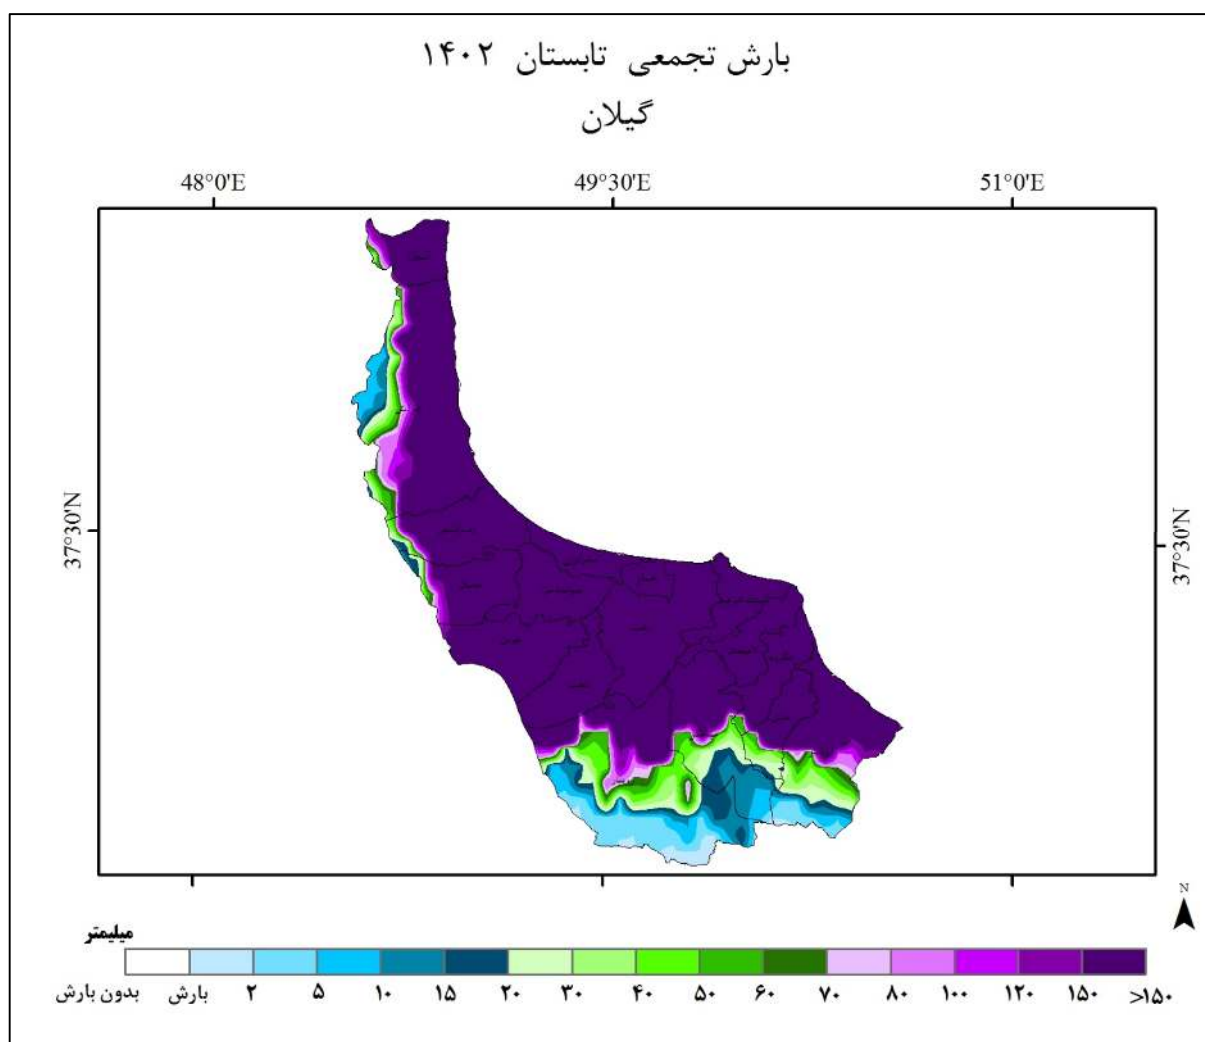 بارش تجمعی تابستان ۱۴۰۲
گیلان
48°0'E 49°30'E 51°0'E
37°30'N 37°30'N
N
میلیمتر
بدون بارش بارش ۲ ۵ ۱۰ ۱۵ ۲۰ ۳۰ ۴۰ ۵۰ ۶۰ ۷۰ ۸۰ ۱۰۰ ۱۲۰ ۱۵۰ >۱۵۰